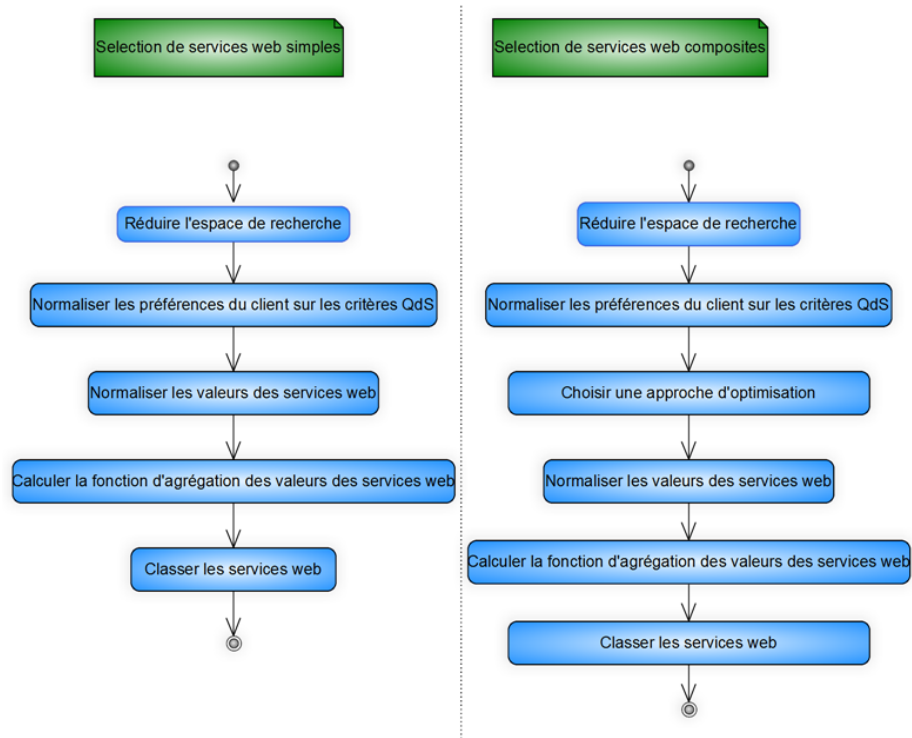 Selection de services web simples
Réduire l'espace de recherche
Normaliser les préférences du client sur les critères QdS
Normaliser les valeurs des services web
Calculer la fonction d'agrégation des valeurs des services web
Classer les services web
Selection de services web composites
Réduire l'espace de recherche
Normaliser les préférences du client sur les critères QdS
Choisir une approche d'optimisation
Normaliser les valeurs des services web
Calculer la fonction d'agrégation des valeurs des services web
Classer les services web